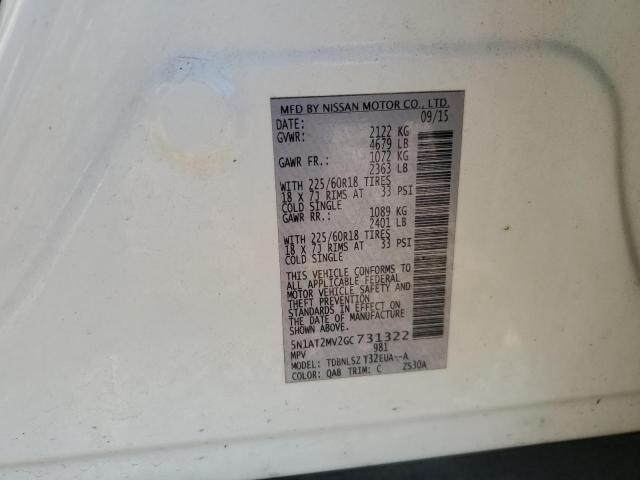 MFD BY NISSAN MOTOR CO., LTD.
DATE: 09/15
GVWR: 2122 KG
4679 LB
GAWR FR.: 1072 KG
2363 LB
WITH 225/60R18 TIRES
18 X 7J RIMS AT 33 PSI
COLD SINGLE
GAWR RR.: 1089 KG
2401 LB
WITH 225/60R18 TIRES
18 X 7J RIMS AT 33 PSI
COLD SINGLE
THIS VEHICLE CONFORMS TO
ALL APPLICABLE FEDERAL
MOTOR VEHICLE SAFETY AND
THEFT PREVENTION
STANDARDS IN EFFECT ON
THE DATE OF MANUFACTURE
SHOWN ABOVE.
5N1AT2MV2GC731322
MPV 981
MODEL:
COLOR: QAB TRIM: C 2530A